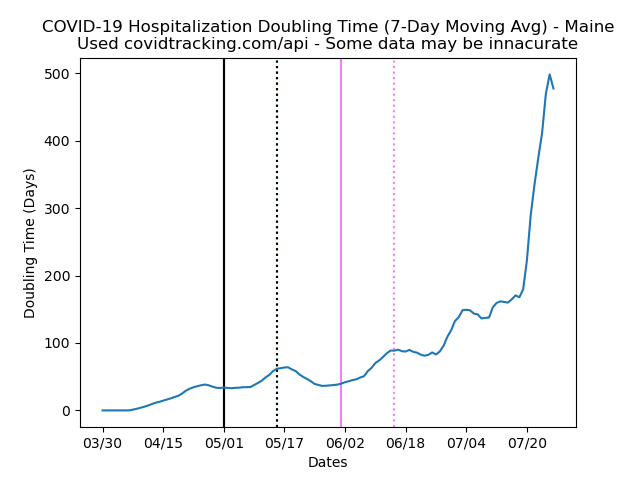 COVID-19 Hospitalization Doubling Time (7-Day Moving Avg) - Maine
Used covidtracking.com/api - Some data may be innacurate
500
400
300
200
100
0
Doubling Time (Days)
03/30 04/15 05/01 05/17 06/02 06/18 07/04 07/20
Dates